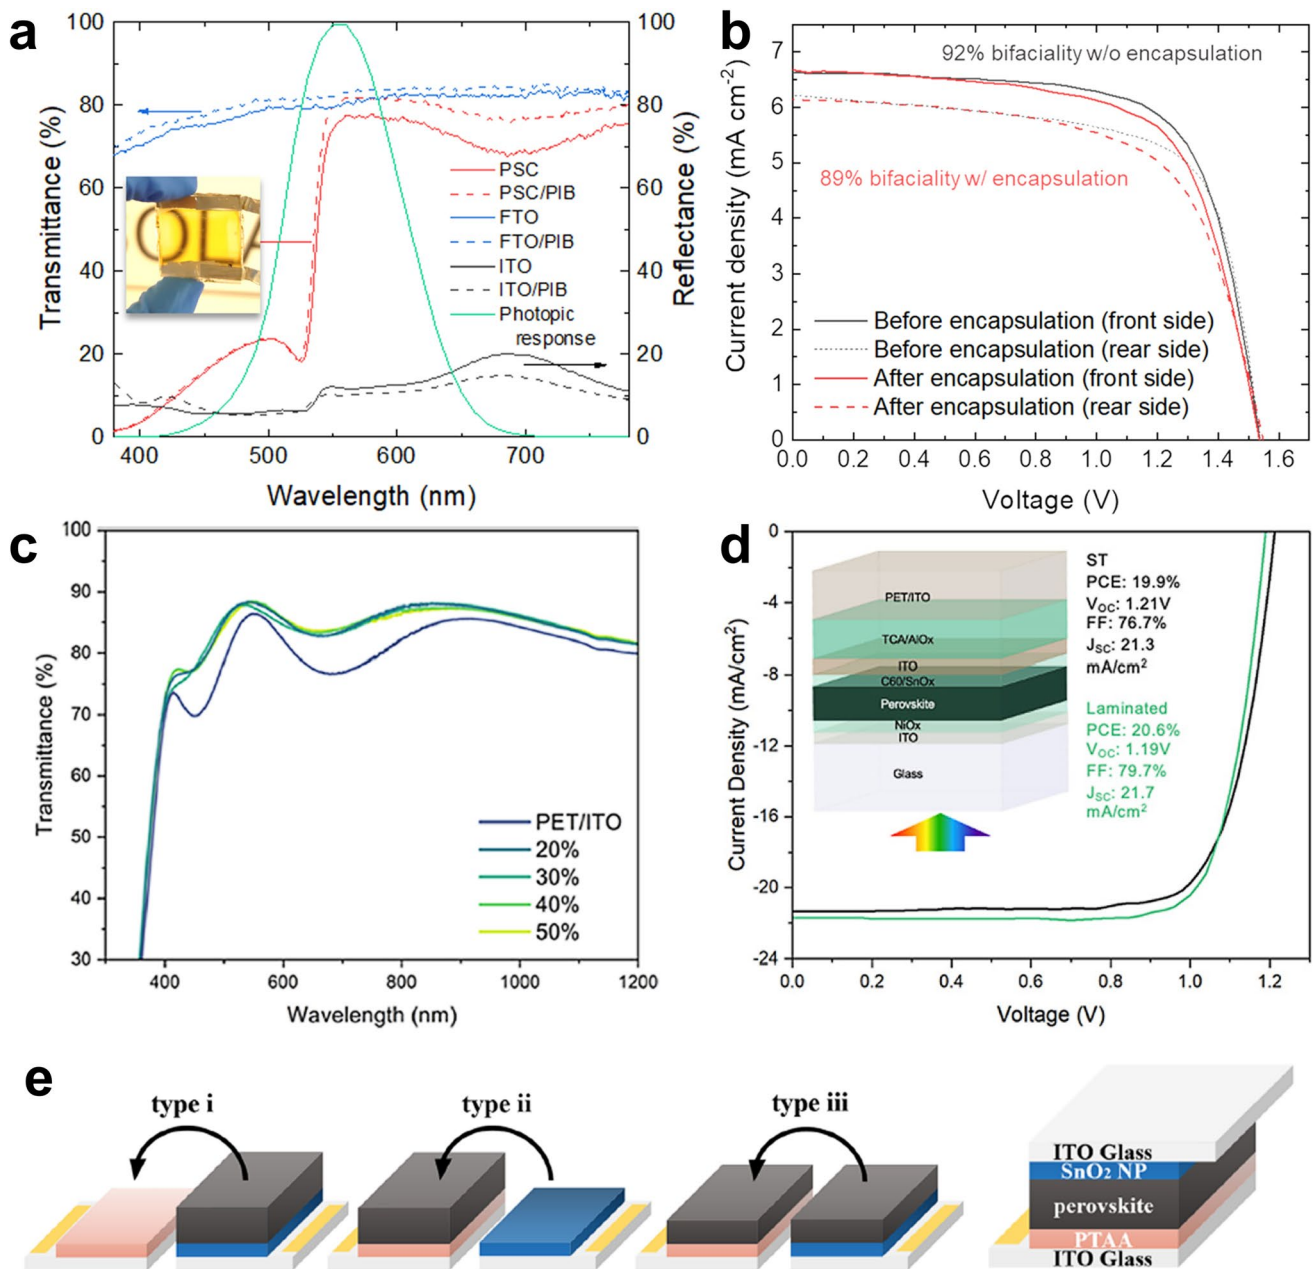 a
100
80
60
40
20
0
Transmittance (%)
400
500
600
700
Wavelength (nm)
100
80
60
40
20
0
Reflectance (%)
PSC
PSC/PIB
FTO
FTO/PIB
ITO
ITO/PIB
Photopic
response
b
7
6
5
4
3
2
1
0
Current density (mA cm⁻²)
0.0
0.2
0.4
0.6
0.8
1.0
1.2
1.4
1.6
Voltage (V)
92% bifaciality w/o encapsulation
89% bifaciality w/ encapsulation
Before encapsulation (front side)
Before encapsulation (rear side)
After encapsulation (front side)
After encapsulation (rear side)
c
100
90
80
70
60
50
40
30
Transmittance (%)
400
600
800
1000
1200
Wavelength (nm)
PET/ITO
20%
30%
40%
50%
d
0
-4
-8
-12
-16
-20
-24
Current Density (mA/cm²)
0.0
0.2
0.4
0.6
0.8
1.0
1.2
Voltage (V)
PET/ITO
TCA/AlOx
ITO
C60/SnOx
Perovskite
NiOx
ITO
Glass
ST
PCE: 19.9%
V_OC: 1.21V
FF: 76.7%
J_SC: 21.3
mA/cm²
Laminated
PCE: 20.6%
V_OC: 1.19V
FF: 79.7%
J_SC: 21.7
mA/cm²
e
type i
type ii
type iii
ITO Glass
SnO₂ NP
perovskite
PTAA
ITO Glass